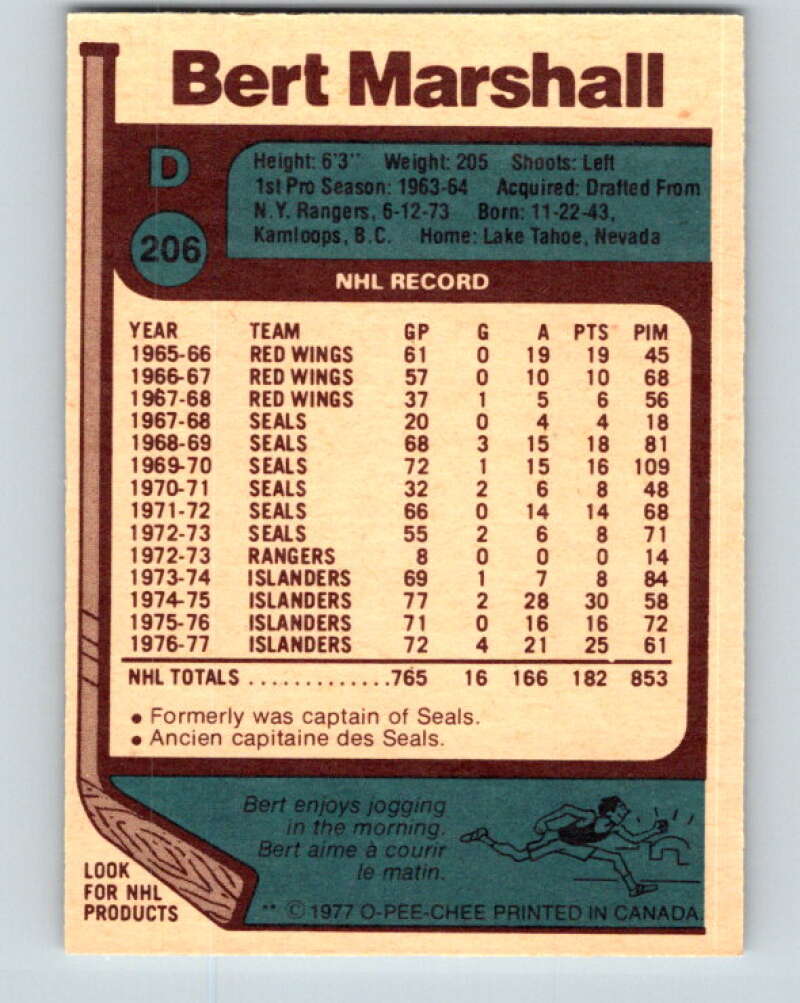 Bert Marshall
D
206
Height: 6'3" Weight: 205 Shoots: Left
1st Pro Season: 1963-64 Acquired: Drafted From
N.Y. Rangers, 6-12-73 Born: 11-22-43,
Kamloops, B.C. Home: Lake Tahoe, Nevada
NHL RECORD
YEAR TEAM GP G A PTS PIM
1965-66 RED WINGS 61 0 19 19 45
1966-67 RED WINGS 57 0 10 10 68
1967-68 RED WINGS 37 1 5 6 56
1967-68 SEALS 20 0 4 4 18
1968-69 SEALS 68 3 15 18 81
1969-70 SEALS 72 1 15 16 109
1970-71 SEALS 32 2 6 8 48
1971-72 SEALS 66 0 14 14 68
1972-73 SEALS 55 2 6 8 71
1972-73 RANGERS 8 0 0 0 14
1973-74 ISLANDERS 69 1 7 8 84
1974-75 ISLANDERS 77 2 28 30 58
1975-76 ISLANDERS 71 0 16 16 72
1976-77 ISLANDERS 72 4 21 25 61
NHL TOTALS .............765 16 166 182 853
• Formerly was captain of Seals.
• Ancien capitaine des Seals.
Bert enjoys jogging
in the morning.
Bert aime à courir
le matin.
LOOK
FOR NHL
PRODUCTS
** © 1977 O-PEE-CHEE PRINTED IN CANADA.